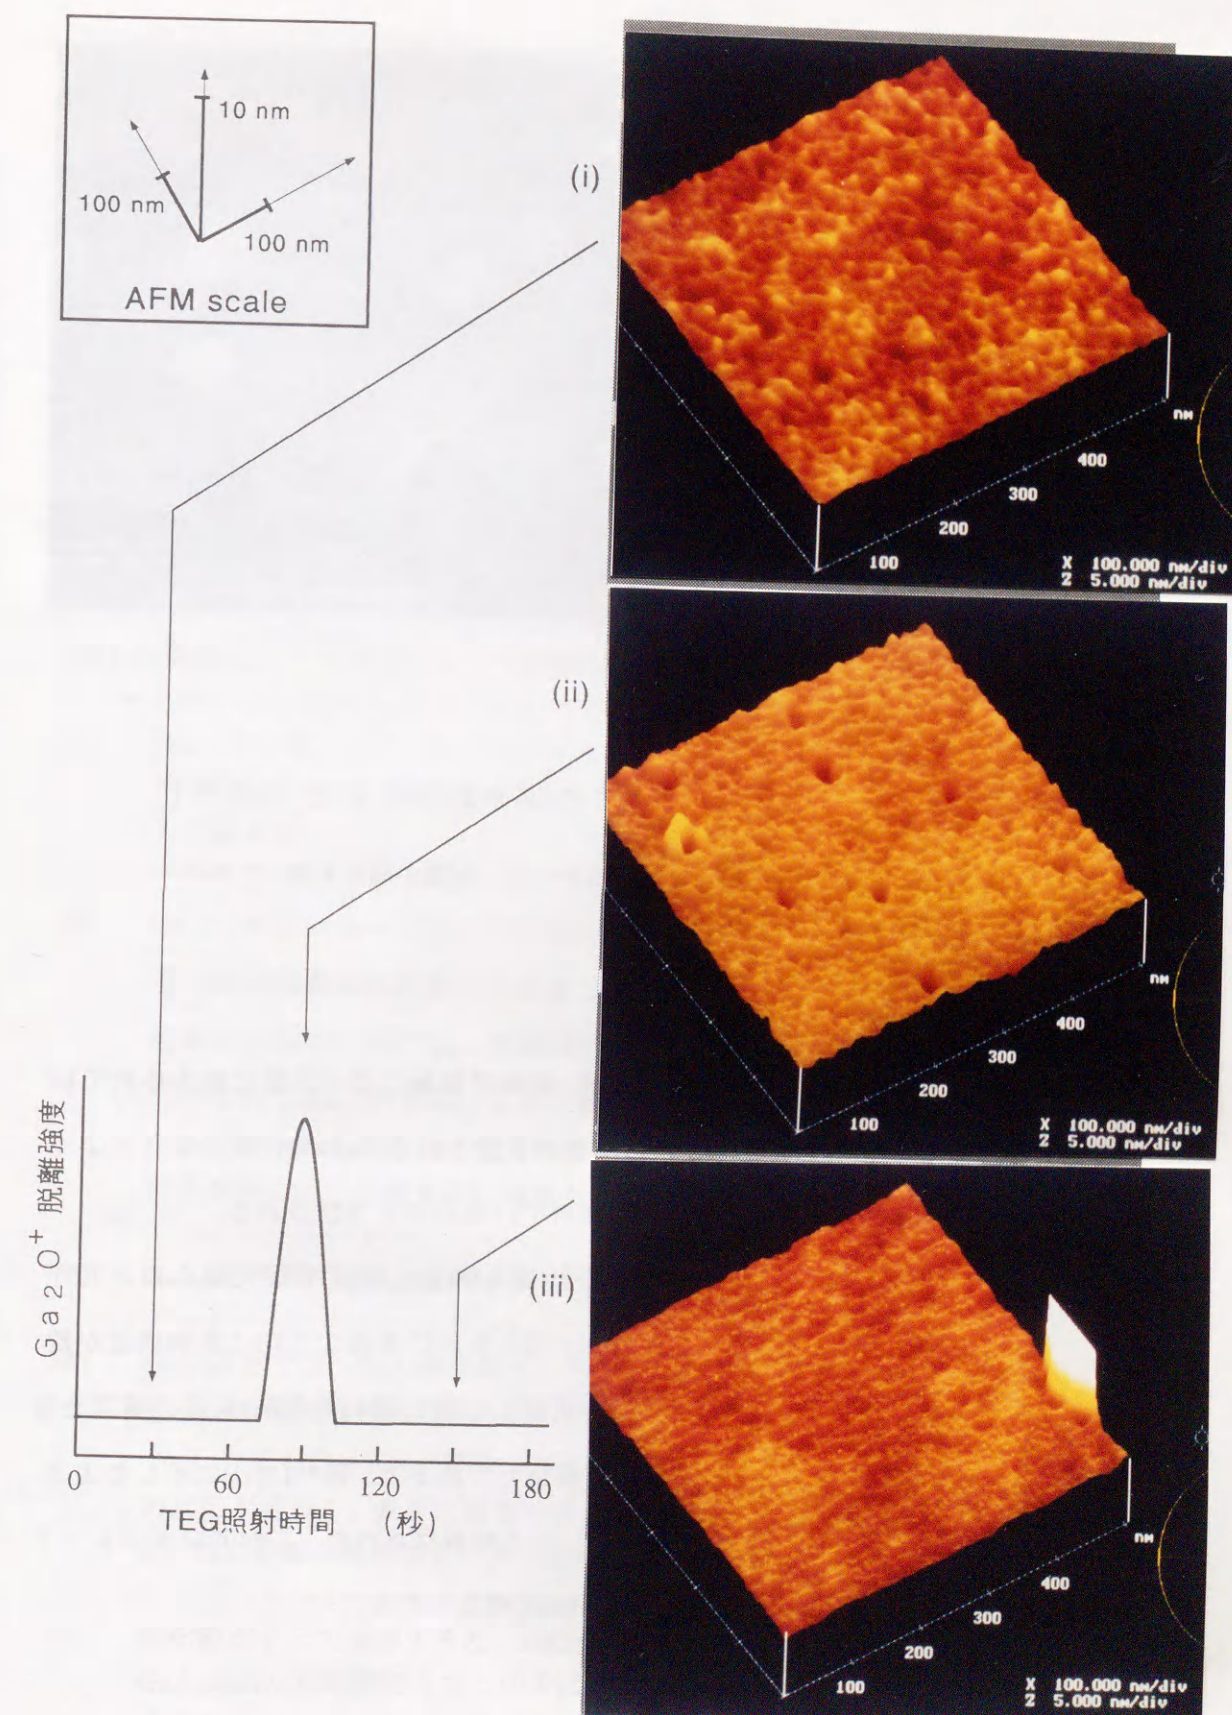 10 nm
100 nm
100 nm
AFM scale
(i)
nm
400
300
200
100
X 100.000 nm/div
Z 5.000 nm/div
(ii)
nm
400
300
200
100
X 100.000 nm/div
Z 5.000 nm/div
(iii)
nm
400
300
200
100
X 100.000 nm/div
Z 5.000 nm/div
Ga2O+ 脱離強度
0 60 120 180
TEG照射時間 (秒)